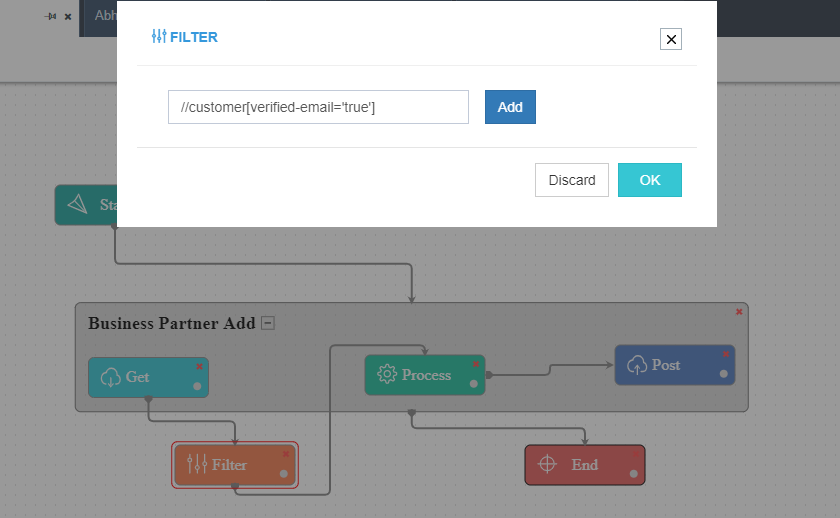 Abh
FILTER
//customer[verified-email='true']
Add
Discard
OK
Sta
Business Partner Add
Get
Process
Post
Filter
End